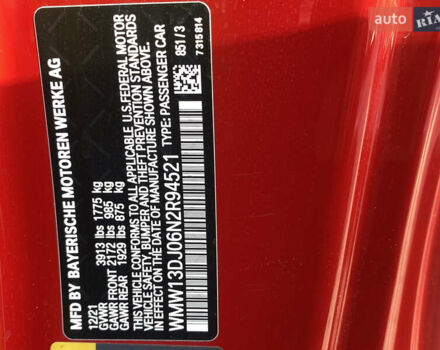 auto RIA
MFD BY BAYERISCHE MOTOREN WERKE AG
12/21
GVWR 3913 lbs 1775 kg
GAWR FRONT 2172 lbs 985 kg
GAWR REAR 1929 lbs 875 kg
THIS VEHICLE CONFORMS TO ALL APPLICABLE U.S.FEDERAL MOTOR
VEHICLE SAFETY, BUMPER AND THEFT PREVENTION STANDARDS
IN EFFECT ON THE DATE OF MANUFACTURE SHOWN ABOVE.
TYPE: PASSENGER CAR
WMW13DJ06N2R94521
851/3
7315814